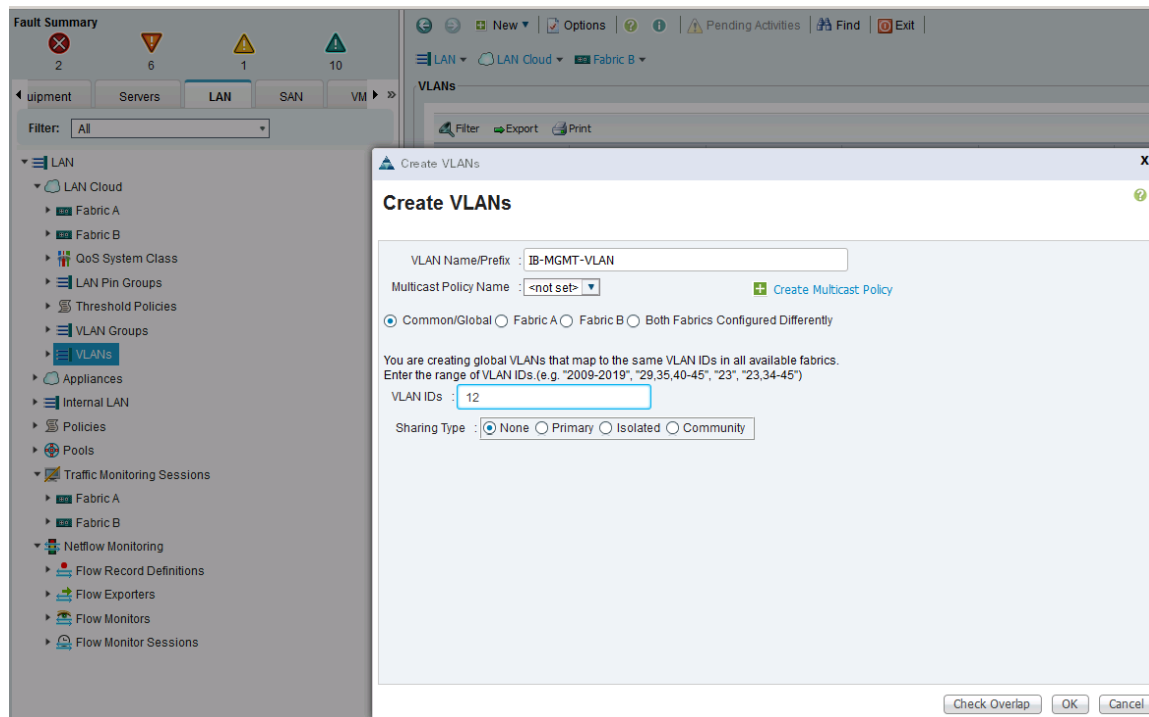 Fault Summary
2 6 1 10
New Options Pending Activities Find Exit
LAN LAN Cloud Fabric B
uipment Servers LAN SAN VM
VLANs
Filter: All
Filter Export Print
LAN
LAN Cloud
Fabric A
Fabric B
QoS System Class
LAN Pin Groups
Threshold Policies
VLAN Groups
VLANs
Appliances
Internal LAN
Policies
Pools
Traffic Monitoring Sessions
Fabric A
Fabric B
Netflow Monitoring
Flow Record Definitions
Flow Exporters
Flow Monitors
Flow Monitor Sessions
Create VLANs X
Create VLANs
VLAN Name/Prefix : IB-MGMT-VLAN
Multicast Policy Name : <not set> Create Multicast Policy
Common/Global Fabric A Fabric B Both Fabrics Configured Differently
You are creating global VLANs that map to the same VLAN IDs in all available fabrics.
Enter the range of VLAN IDs.(e.g. "2009-2019", "29,35,40-45", "23", "23,34-45")
VLAN IDs : 12
Sharing Type : None Primary Isolated Community
Check Overlap OK Cancel